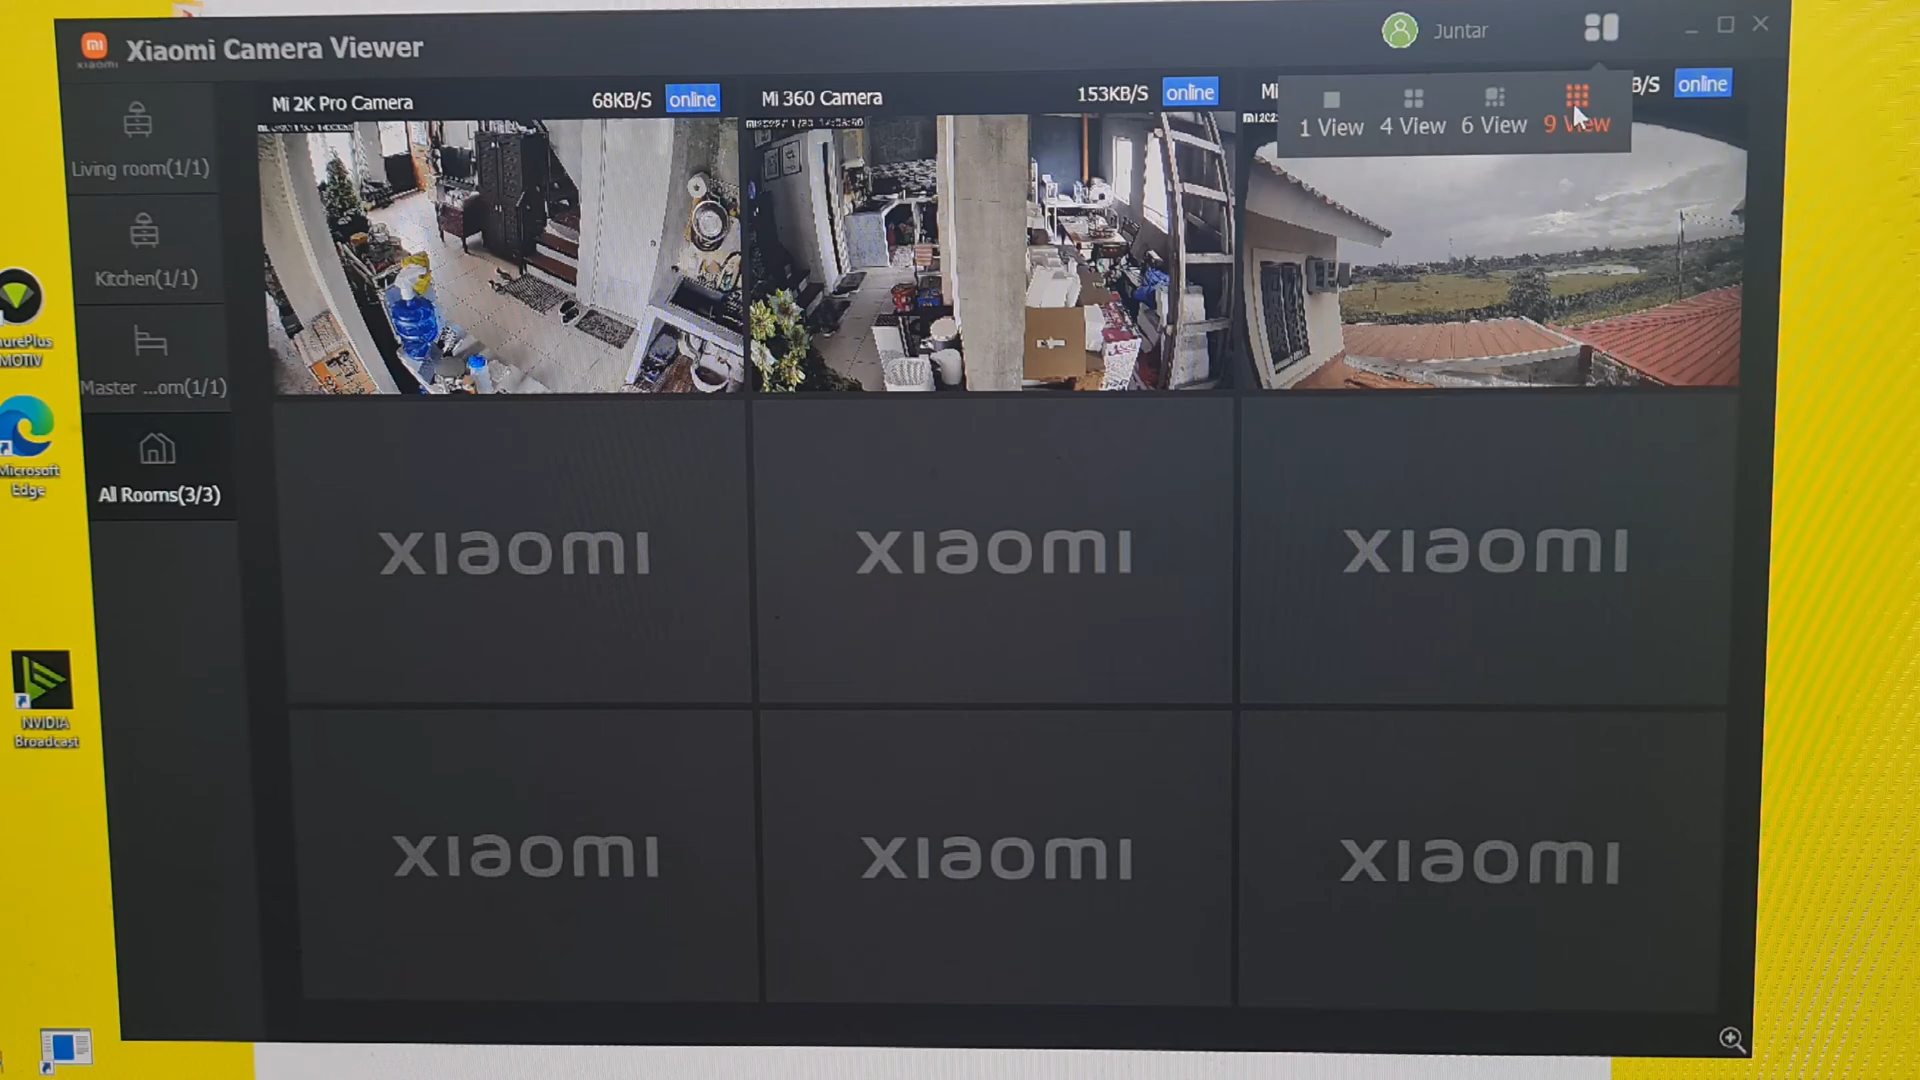 Xiaomi Camera Viewer
Juntar
xiaomi
Mi 2K Pro Camera 68KB/S online
Mi 360 Camera 153KB/S online
Mi B/S online
1 View 4 View 6 View 9 View
Living room(1/1)
Kitchen(1/1)
Master ...om(1/1)
All Rooms(3/3)
MOTIV
Microsoft
Edge
NVIDIA
Broadcast
xiaomi xiaomi xiaomi
xiaomi xiaomi xiaomi